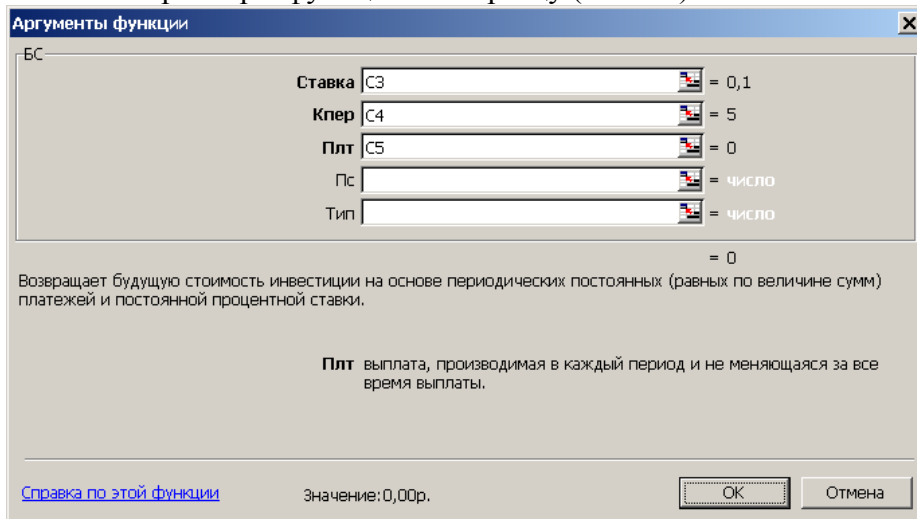 Аргументы функции
БС
Ставка C3 = 0,1
Кпер C4 = 5
Плт C5 = 0
Пс = число
Тип = число
= 0
Возвращает будущую стоимость инвестиции на основе периодических постоянных (равных по величине сумм)
платежей и постоянной процентной ставки.
Плт выплата, производимая в каждый период и не меняющаяся за все
время выплаты.
Справка по этой функции Значение:0,00р. OK Отмена